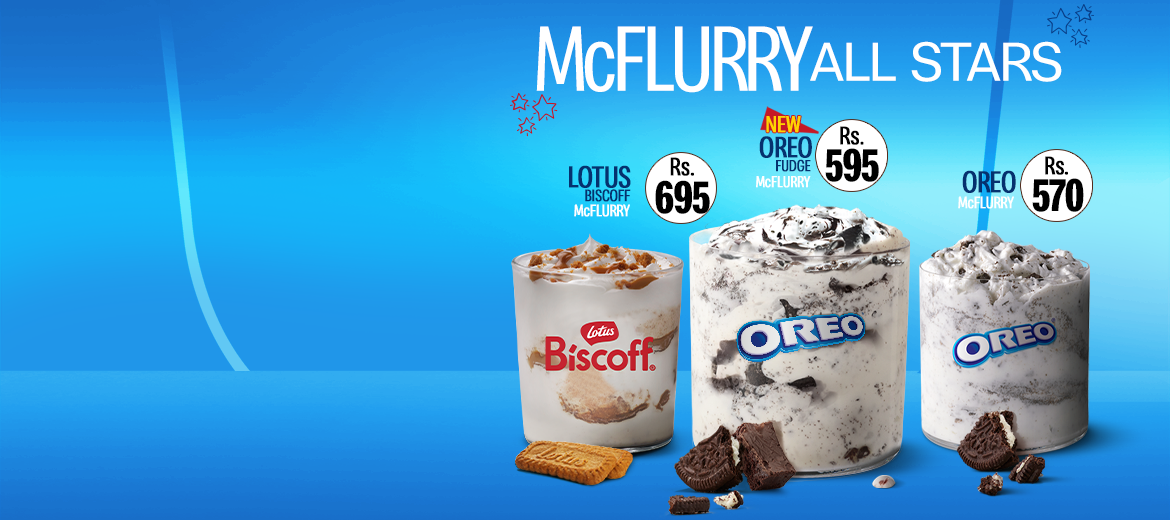 McFLURRY ALL STARS
LOTUS
BISCOFF
McFLURRY
Rs.
695
NEW
OREO
FUDGE
McFLURRY
Rs.
595
OREO
McFLURRY
Rs.
570
Lotus
Biscoff®
OREO
OREO
Lotus